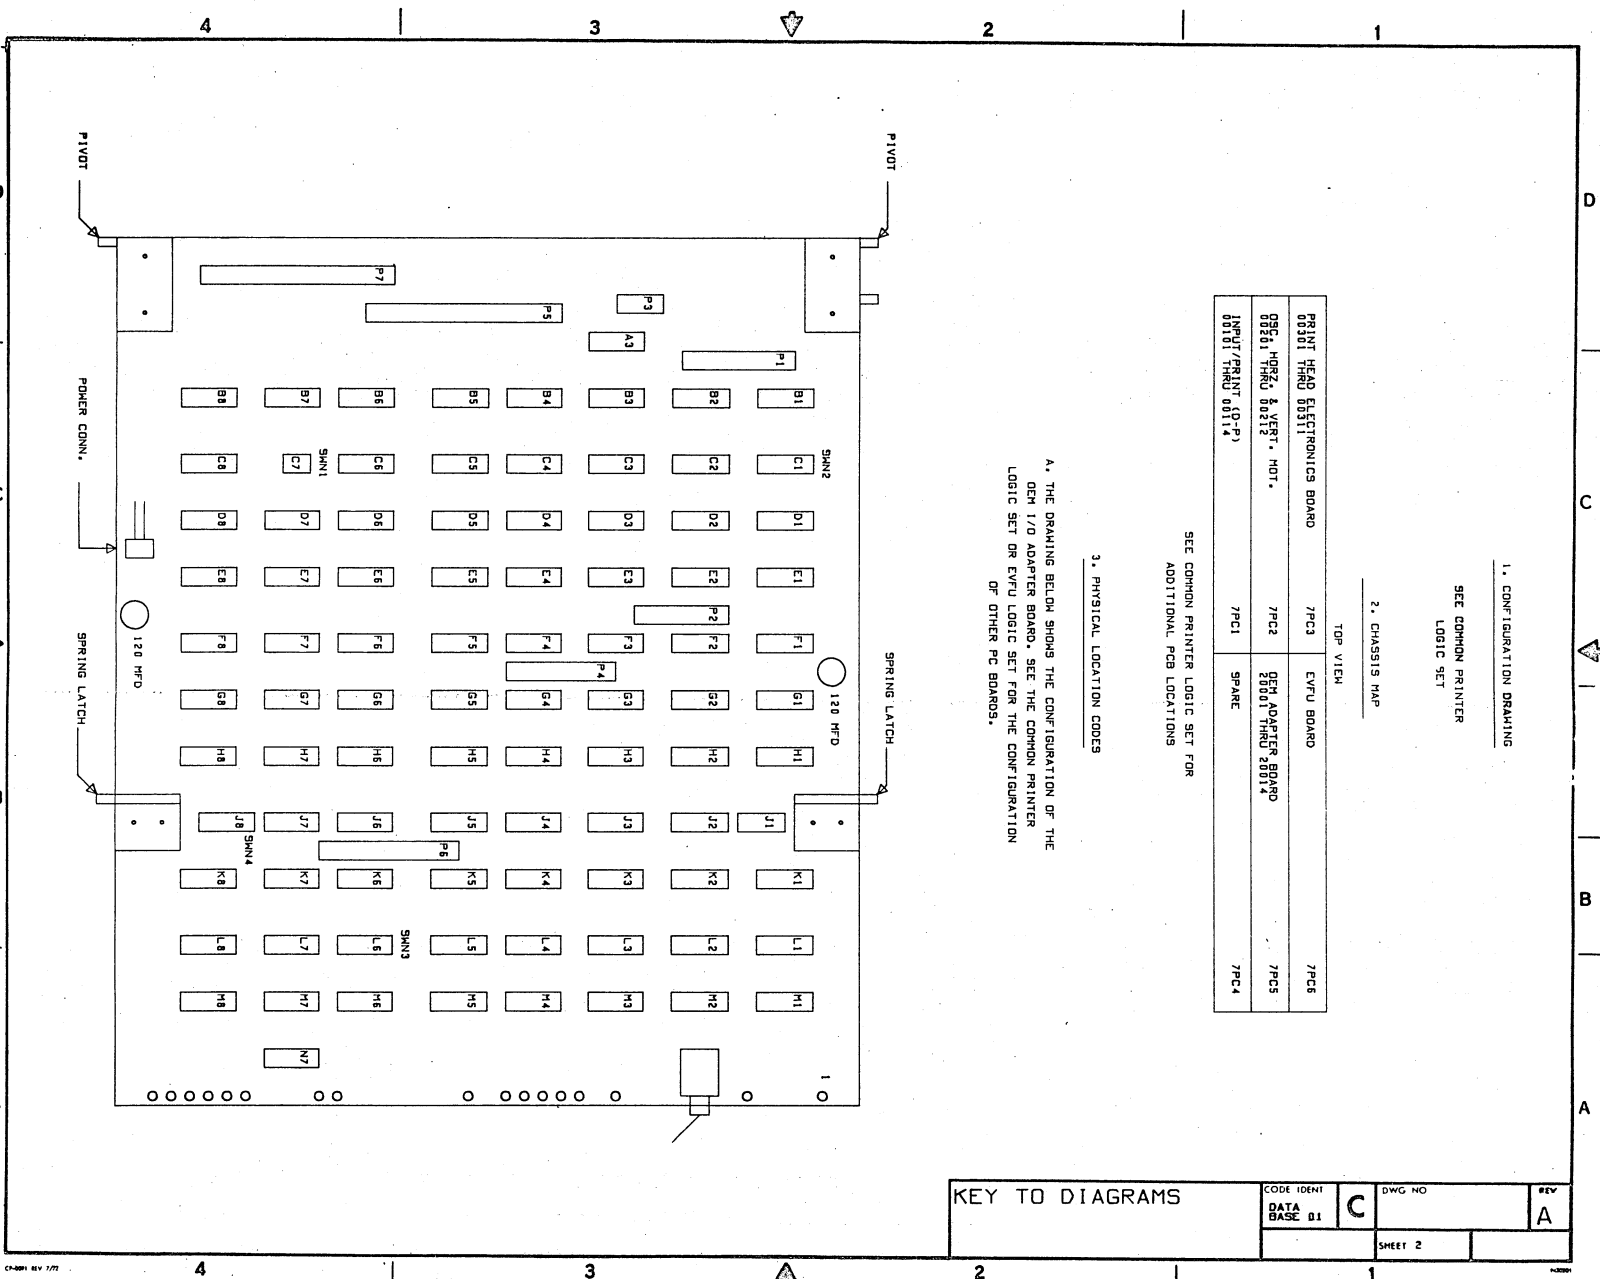 4
3
2
1
D
C
B
A
1. CONFIGURATION DRAWING
SEE COMMON PRINTER
LOGIC SET
2. CHASSIS MAP
TOP VIEW
PRINT HEAD ELECTRONICS BOARD
00301 THRU 00311
7PC3
EVFU BOARD
7PC6
OSC, HORZ. & VERT. MOT.
00201 THRU 00212
7PC2
OEM ADAPTER BOARD
20001 THRU 20014
7PC5
INPUT/PRINT (D-P)
00101 THRU 00114
7PC1
SPARE
7PC4
SEE COMMON PRINTER LOGIC SET FOR
ADDITIONAL PCB LOCATIONS
3. PHYSICAL LOCATION CODES
A. THE DRAWING BELOW SHOWS THE CONFIGURATION OF THE
OEM I/O ADAPTER BOARD. SEE THE COMMON PRINTER
LOGIC SET OR EVFU LOGIC SET FOR THE CONFIGURATION
OF OTHER PC BOARDS.
PIVOT
PIVOT
SPRING LATCH
SPRING LATCH
POWER CONN.
120 MFD
120 MFD
P7
P5
P3
A3
P1
B8
B7
B6
B5
B4
B3
B2
B1
SWN1
SWN2
C8
C7
C6
C5
C4
C3
C2
C1
D8
D7
D6
D5
D4
D3
D2
D1
E8
E7
E6
E5
E4
E3
E2
E1
P2
F8
F7
F6
F5
F4
F3
F2
F1
P4
G8
G7
G6
G5
G4
G3
G2
G1
H8
H7
H6
H5
H4
H3
H2
H1
J8
J7
J6
J5
J4
J3
J2
J1
SWN4
P6
K8
K7
K6
K5
K4
K3
K2
K1
SWN3
L8
L7
L6
L5
L4
L3
L2
L1
M8
M7
M6
M5
M4
M3
M2
M1
N7
1
KEY TO DIAGRAMS
CODE IDENT
DATA
BASE 01
C
DWG NO
REV
A
SHEET 2
4
3
2
1